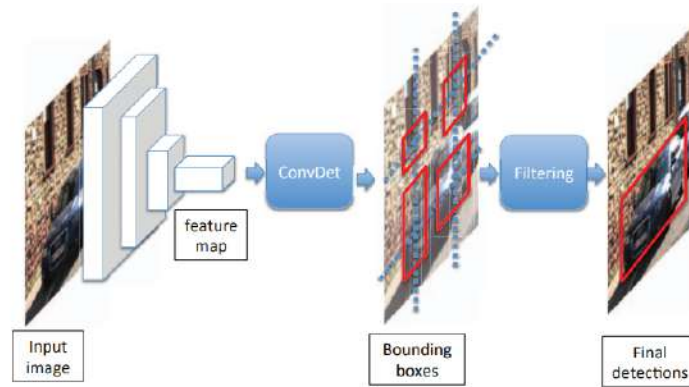 ConvDet
Filtering
feature
map
Input
image
Bounding
boxes
Final
detections